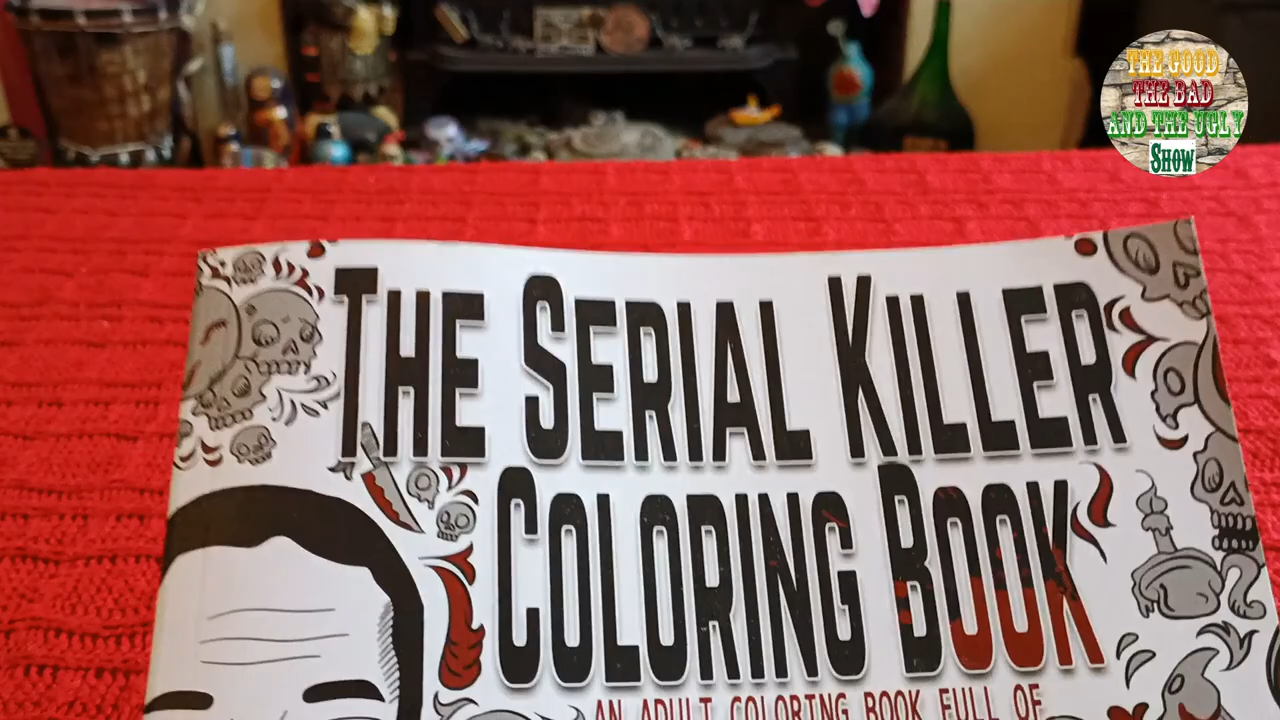 THE GOOD
THE BAD
AND THE UGLY
SHOW
THE SERIAL KILLER
COLORING BOOK
AN ADULT COLORING BOOK FULL OF